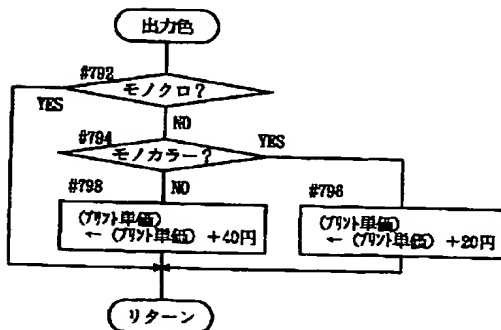 出力色
#792
モノクロ?
YES
NO
#794
モノカラー?
YES
#798
NO
#796
(プリント単価)
← (プリント単価) +40円
(プリント単価)
← (プリント単価) +20円
リターン